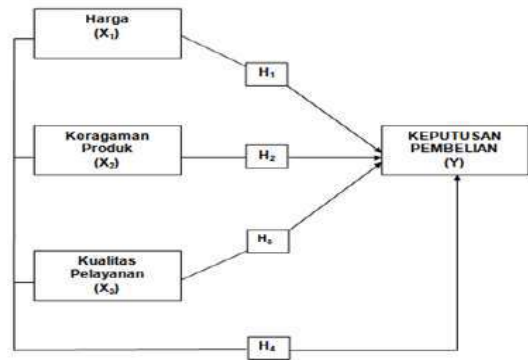 Harga
(X₁)
H₁
Keragaman
Produk
(X₂)
H₂
KEPUTUSAN
PEMBELIAN
(Y)
H₃
Kualitas
Pelayanan
(X₃)
H₄